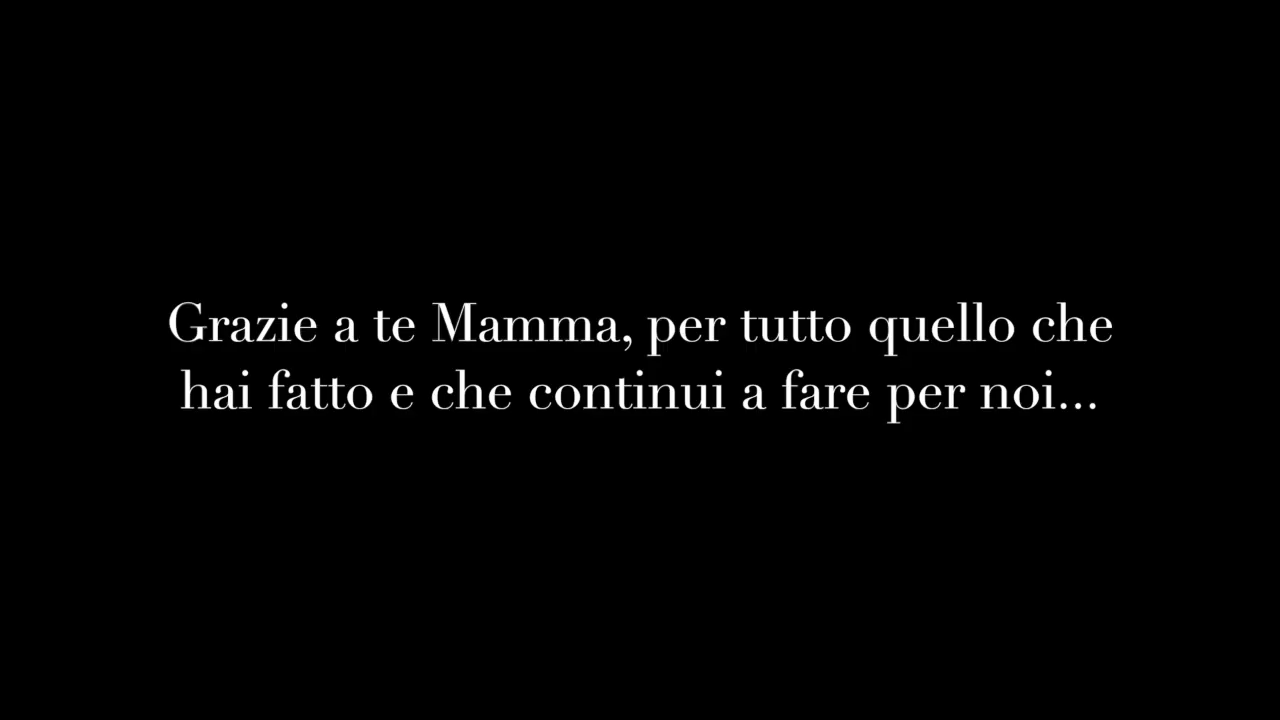 Grazie a te Mamma, per tutto quello che
hai fatto e che continui a fare per noi...